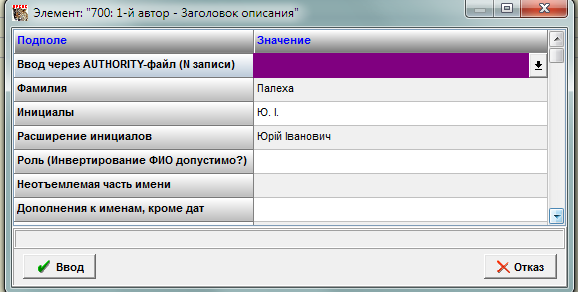 Элемент: "700: 1-й автор - Заголовок описания"
Подполе Значение
Ввод через AUTHORITY-файл (N записи)
Фамилия Палеха
Инициалы Ю. І.
Расширение инициалов Юрій Іванович
Роль (Инвертирование ФИО допустимо?)
Неотъемлемая часть имени
Дополнения к именам, кроме дат
Ввод Отказ